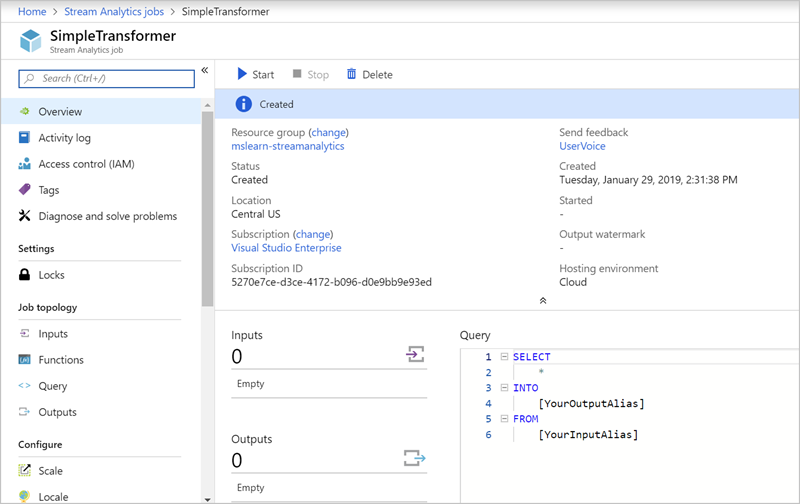 Home > Stream Analytics jobs > SimpleTransformer
SimpleTransformer
Stream Analytics job
Search (Ctrl+/)
«
Overview
Activity log
Access control (IAM)
Tags
Diagnose and solve problems
Settings
Locks
Job topology
Inputs
Functions
Query
Outputs
Configure
Scale
Locale
Start Stop Delete
Created
Resource group (change)
mslearn-streamanalytics
Status
Created
Location
Central US
Subscription (change)
Visual Studio Enterprise
Subscription ID
5270e7ce-d3ce-4172-b096-d0e9bb9e93ed
Send feedback
UserVoice
Created
Tuesday, January 29, 2019, 2:31:38 PM
Started
-
Output watermark
-
Hosting environment
Cloud
Inputs
0
Empty
Outputs
0
Empty
Query
1 SELECT
2 *
3 INTO
4 [YourOutputAlias]
5 FROM
6 [YourInputAlias]